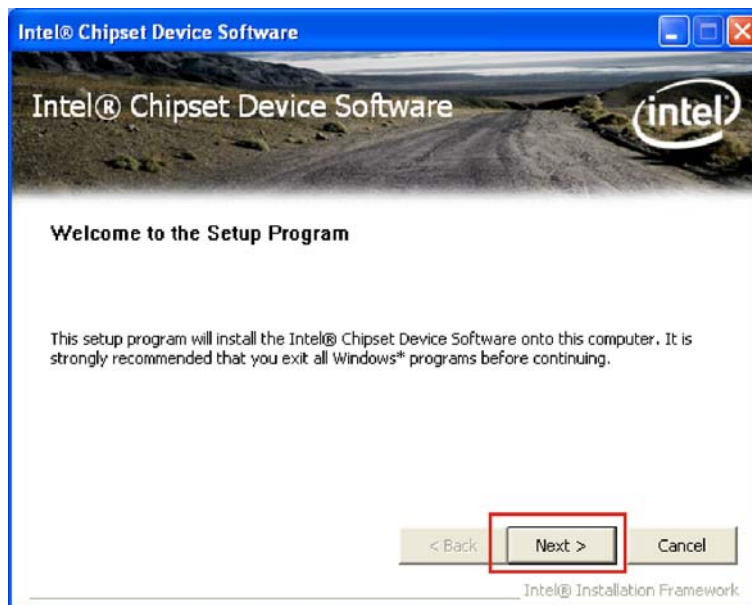 Intel® Chipset Device Software
Intel® Chipset Device Software
intel
Welcome to the Setup Program
This setup program will install the Intel® Chipset Device Software onto this computer. It is
strongly recommended that you exit all Windows* programs before continuing.
< Back
Next >
Cancel
Intel® Installation Framework